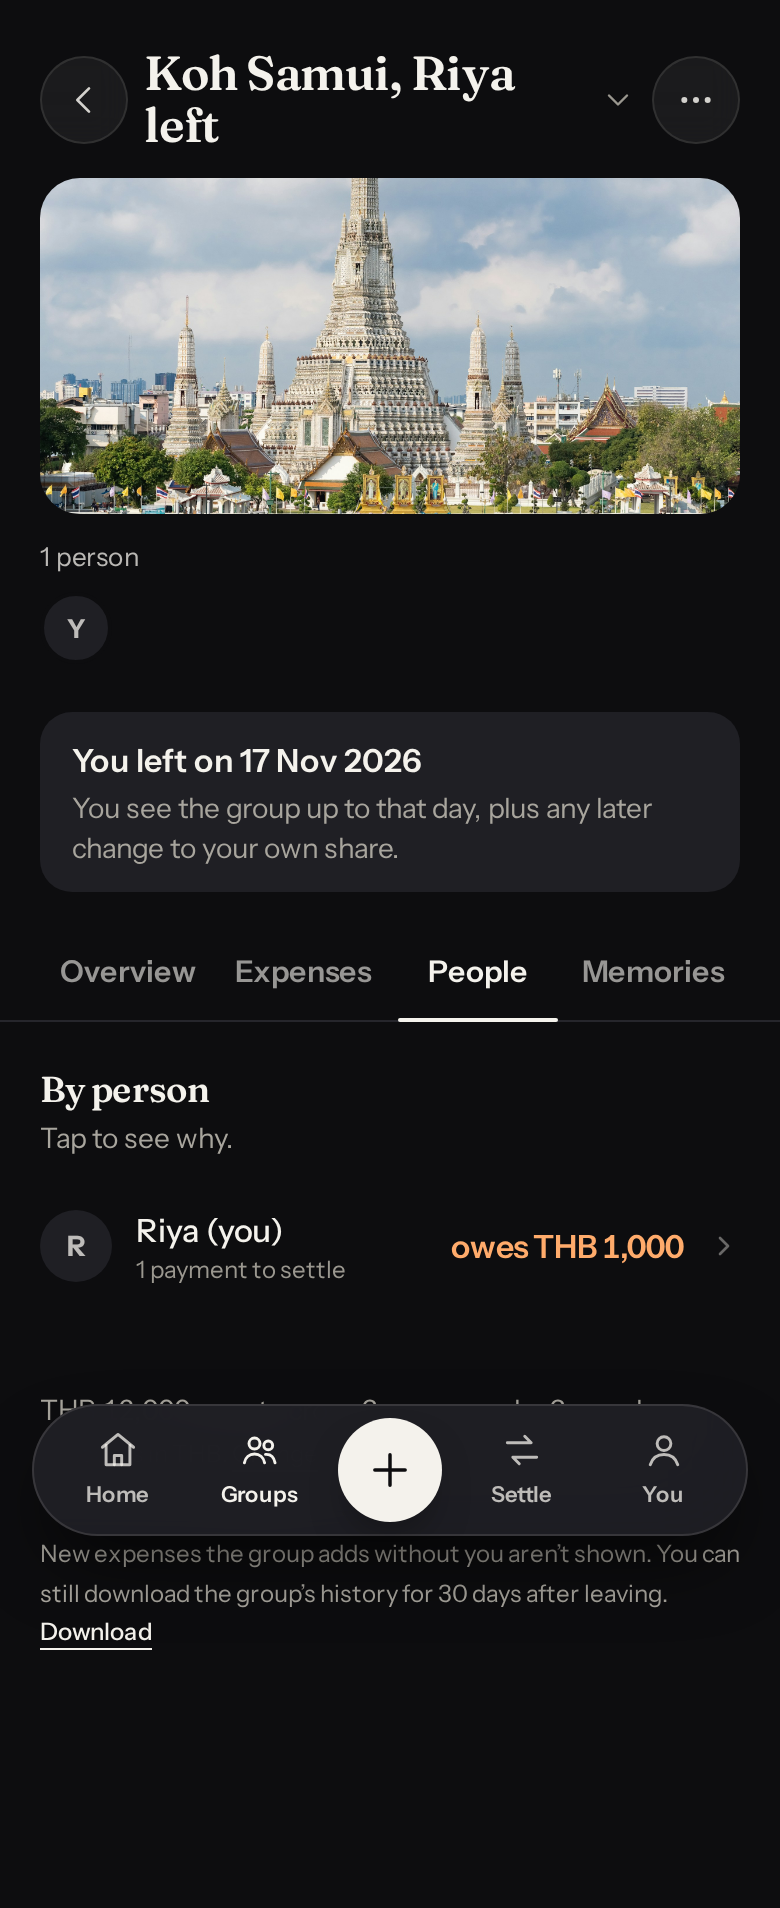 Koh Samui, Riya
left
1 person
Y
You left on 17 Nov 2026
You see the group up to that day, plus any later
change to your own share.
Overview Expenses People Memories
By person
Tap to see why.
R
Riya (you)
1 payment to settle
owes THB 1,000
Home Groups Settle You
New expenses the group adds without you aren’t shown. You can
still download the group’s history for 30 days after leaving.
Download